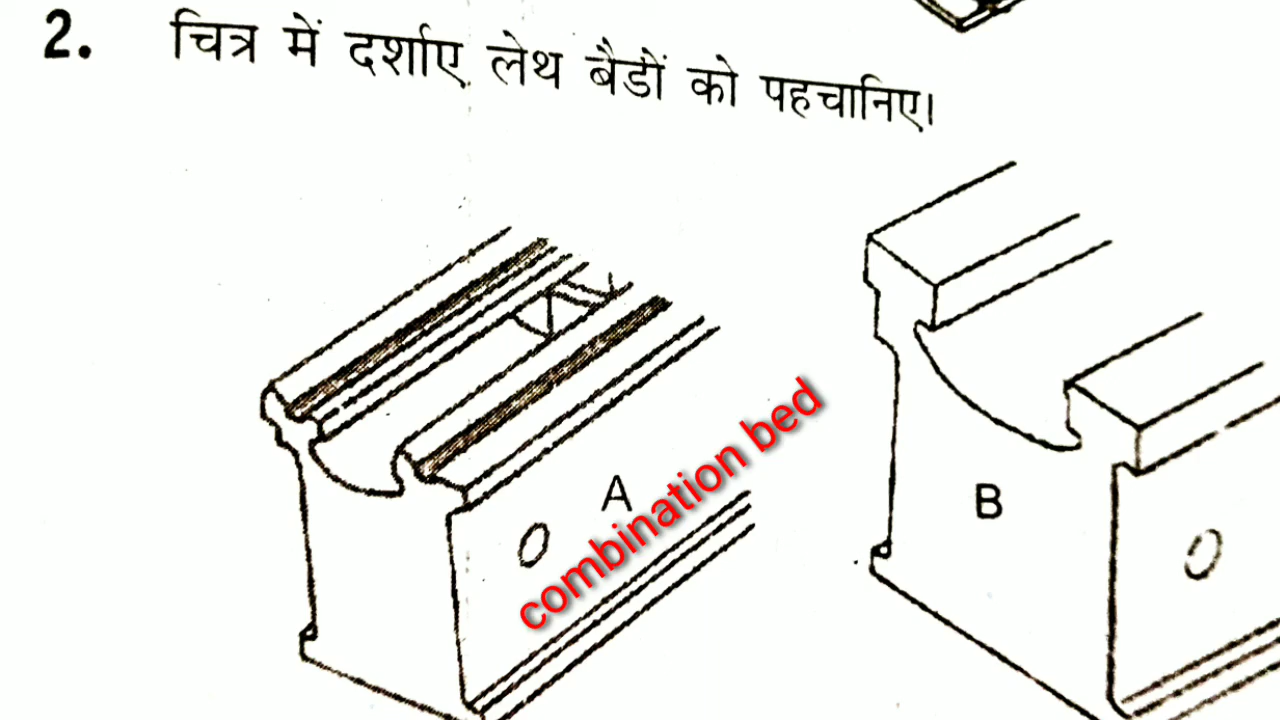 2. चित्र में दर्शाए लेथ बैडों को पहचानिए।
A
combination bed
B